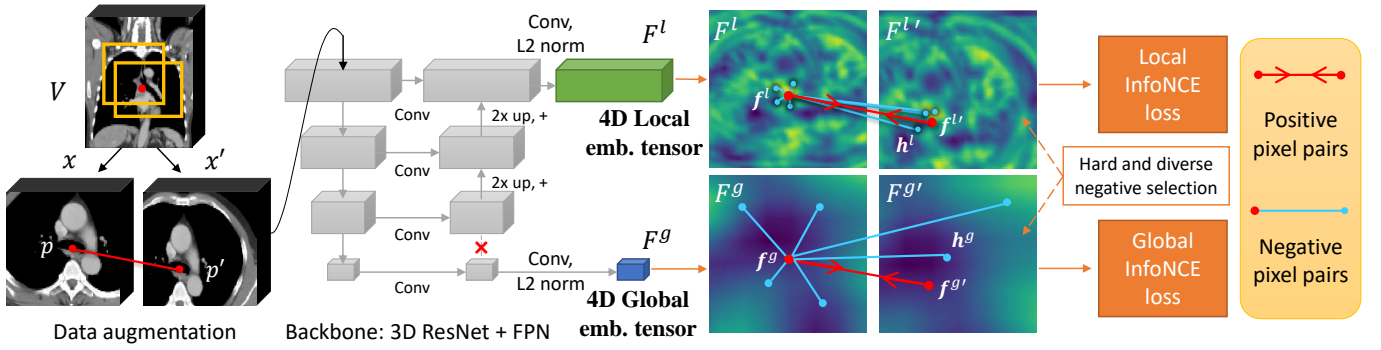 V
x
x′
p
p′
Data augmentation
Conv
Conv
Conv
Conv
2x up, +
2x up, +
Backbone: 3D ResNet + FPN
Conv,
L2 norm
F^l
4D Local
emb. tensor
Conv,
L2 norm
F^g
4D Global
emb. tensor
F^l
F^l′
f^l
f^l′
h^l
F^g
F^g′
f^g
h^g
f^g′
Local
InfoNCE
loss
Hard and diverse
negative selection
Global
InfoNCE
loss
Positive
pixel pairs
Negative
pixel pairs